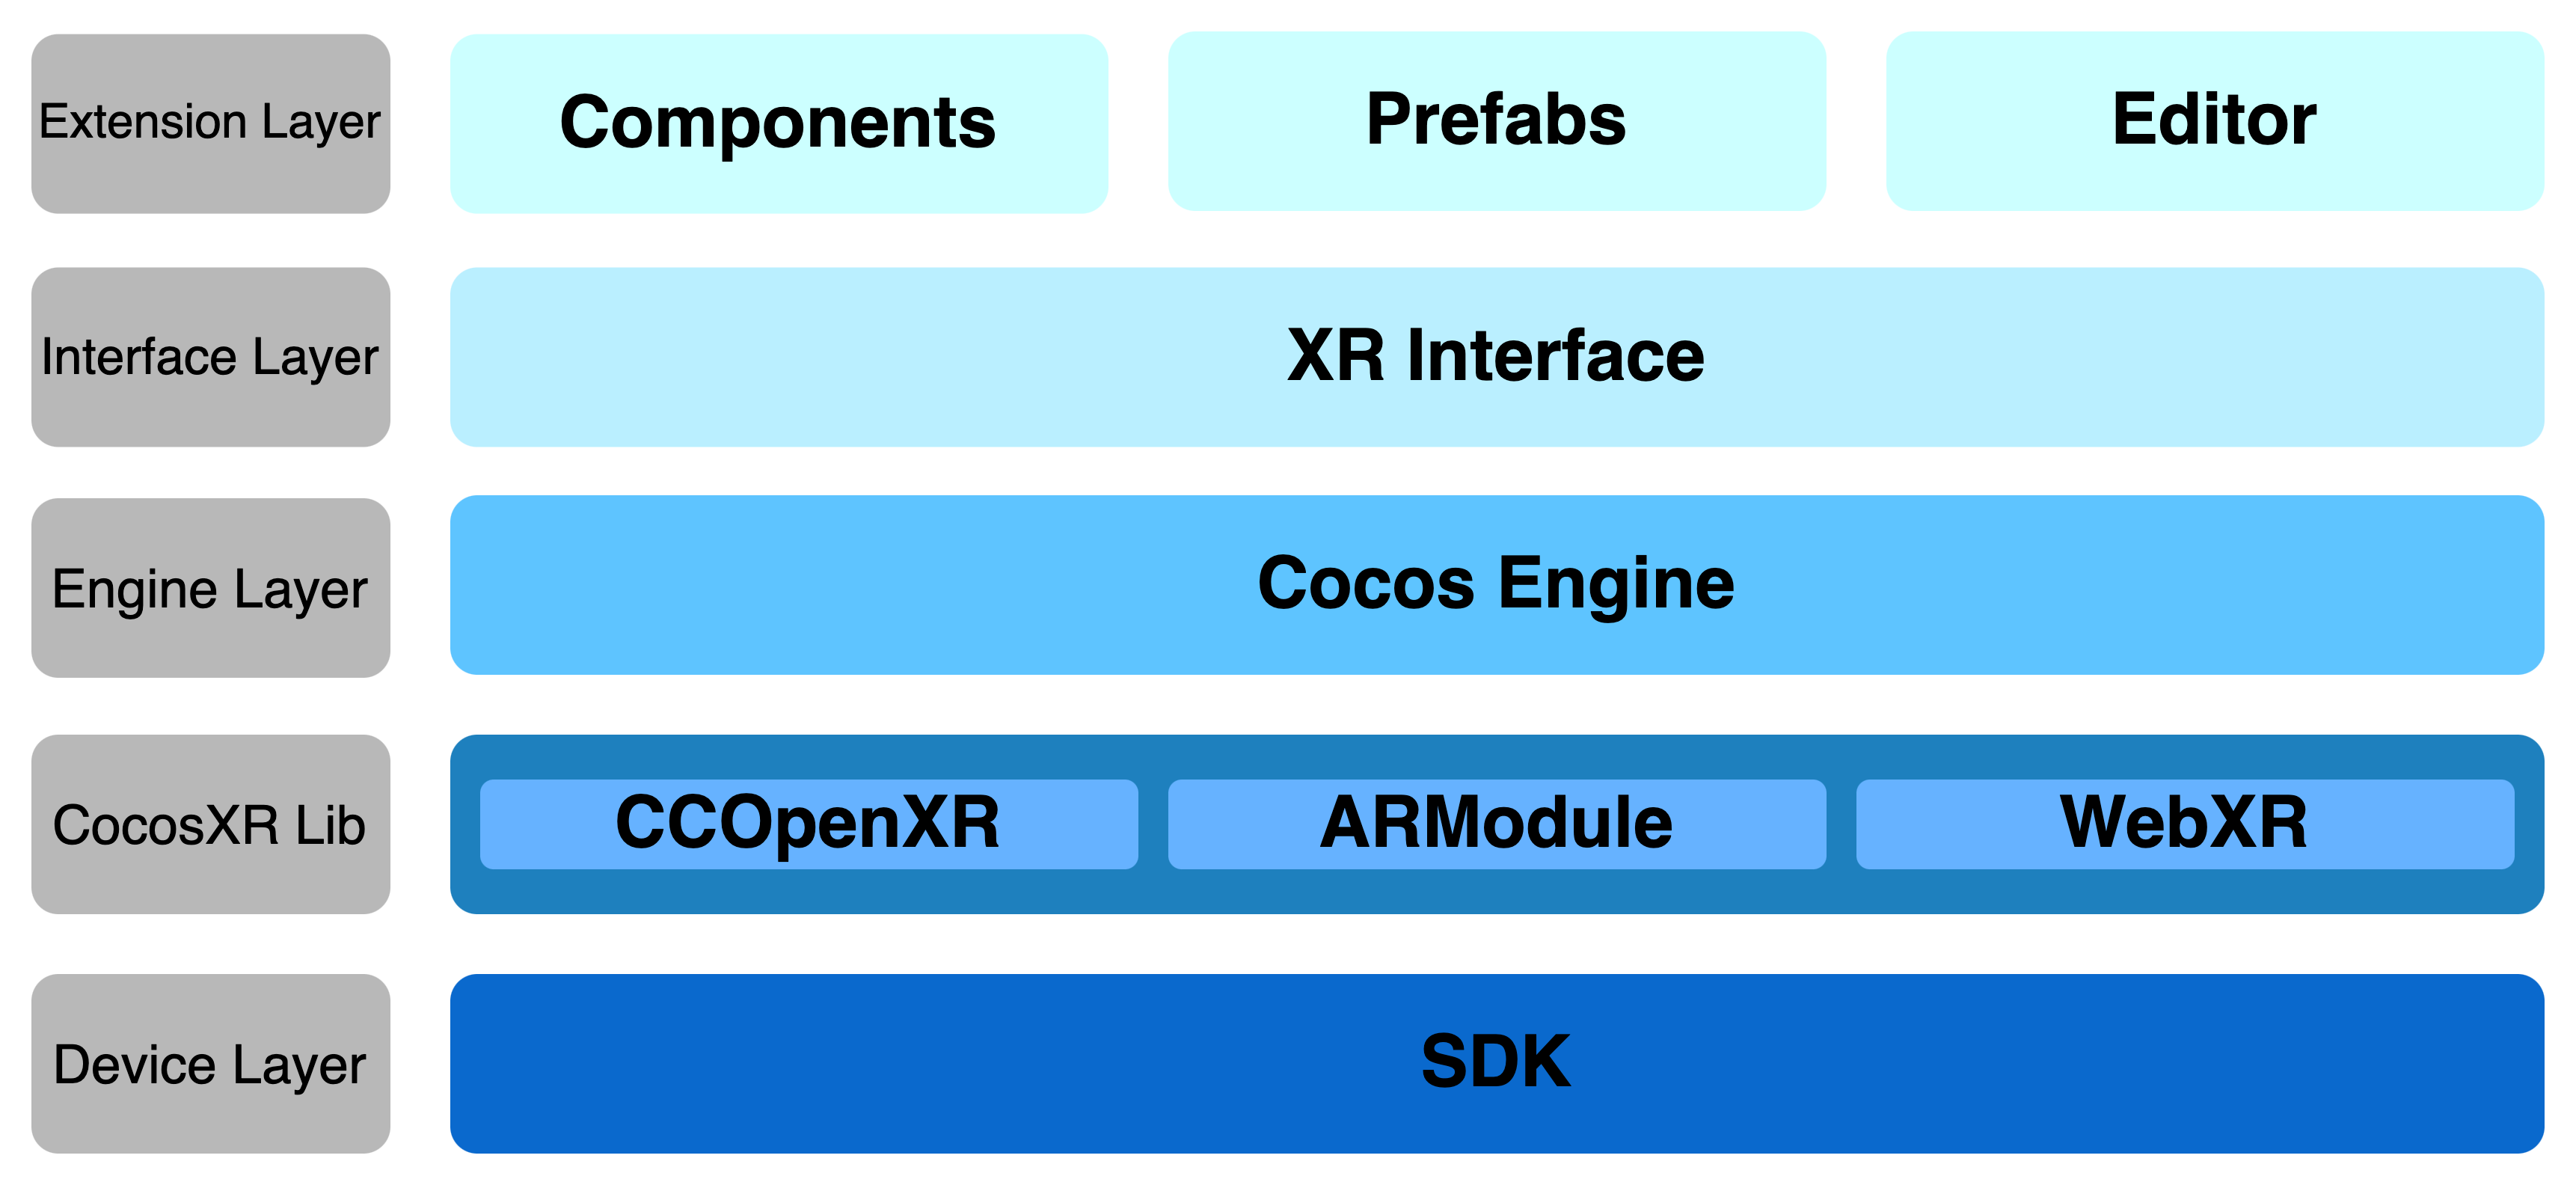 Extension Layer
Components
Prefabs
Editor
Interface Layer
XR Interface
Engine Layer
Cocos Engine
CocosXR Lib
CCOpenXR
ARModule
WebXR
Device Layer
SDK